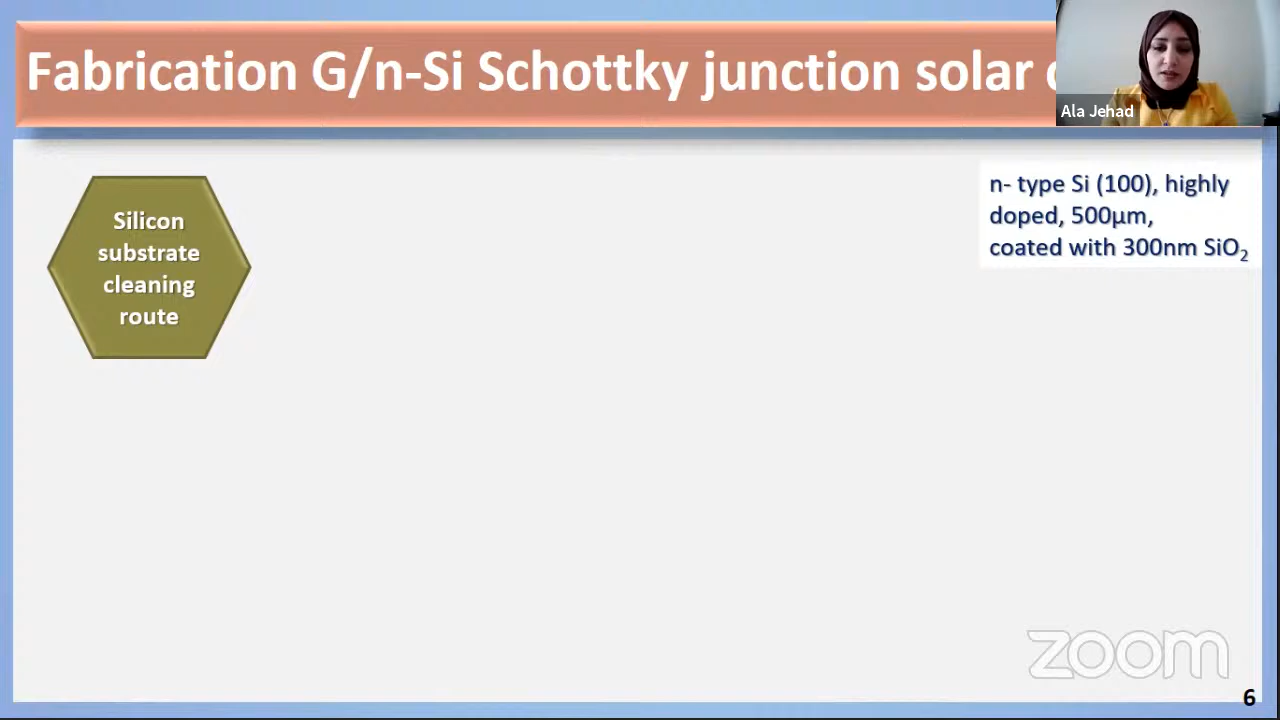 Fabrication G/n-Si Schottky junction solar
Ala Jehad
n- type Si (100), highly
doped, 500μm,
coated with 300nm SiO₂
Silicon
substrate
cleaning
route
zoom
6